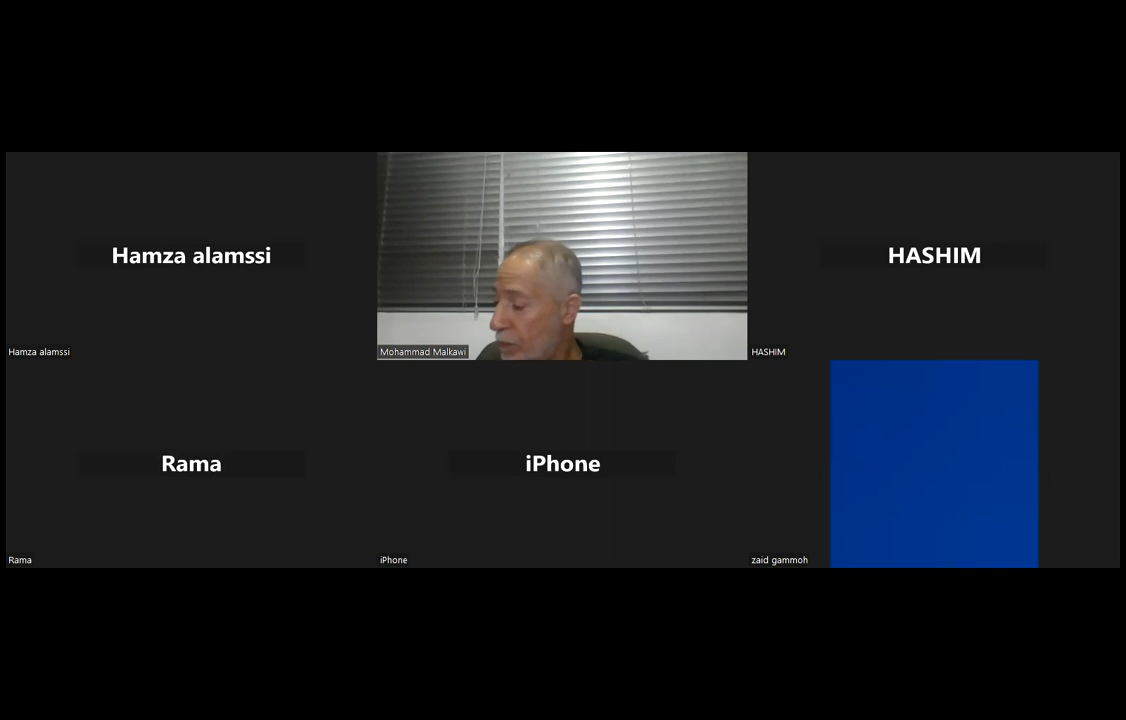 Hamza alamssi
Hamza alamssi
Mohammad Malkawi
HASHIM
HASHIM
Rama
Rama
iPhone
iPhone
zaid gammoh